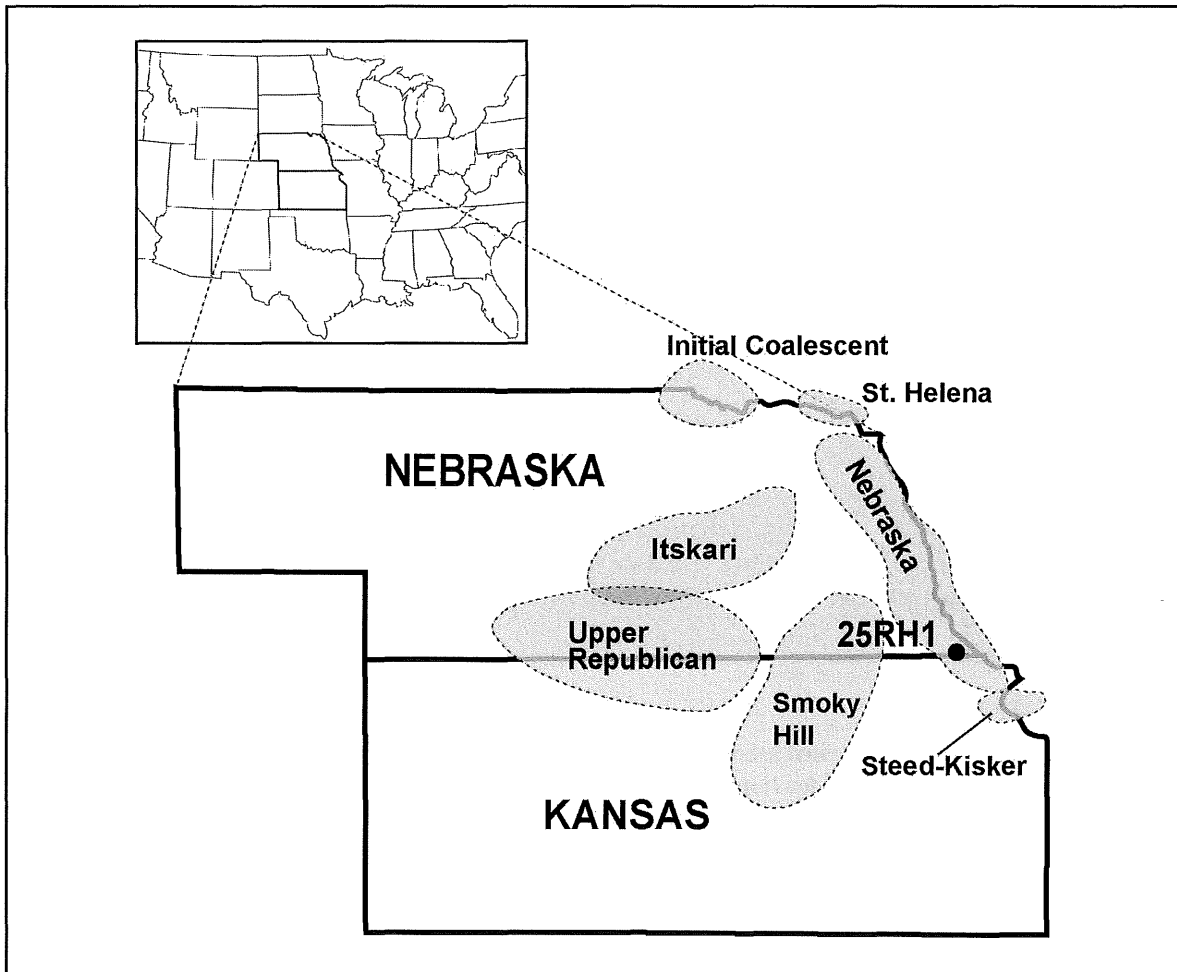 Initial Coalescent
St. Helena
NEBRASKA
Nebraska
Itskari
25RH1
Upper
Republican
Smoky
Hill
Steed-Kisker
KANSAS